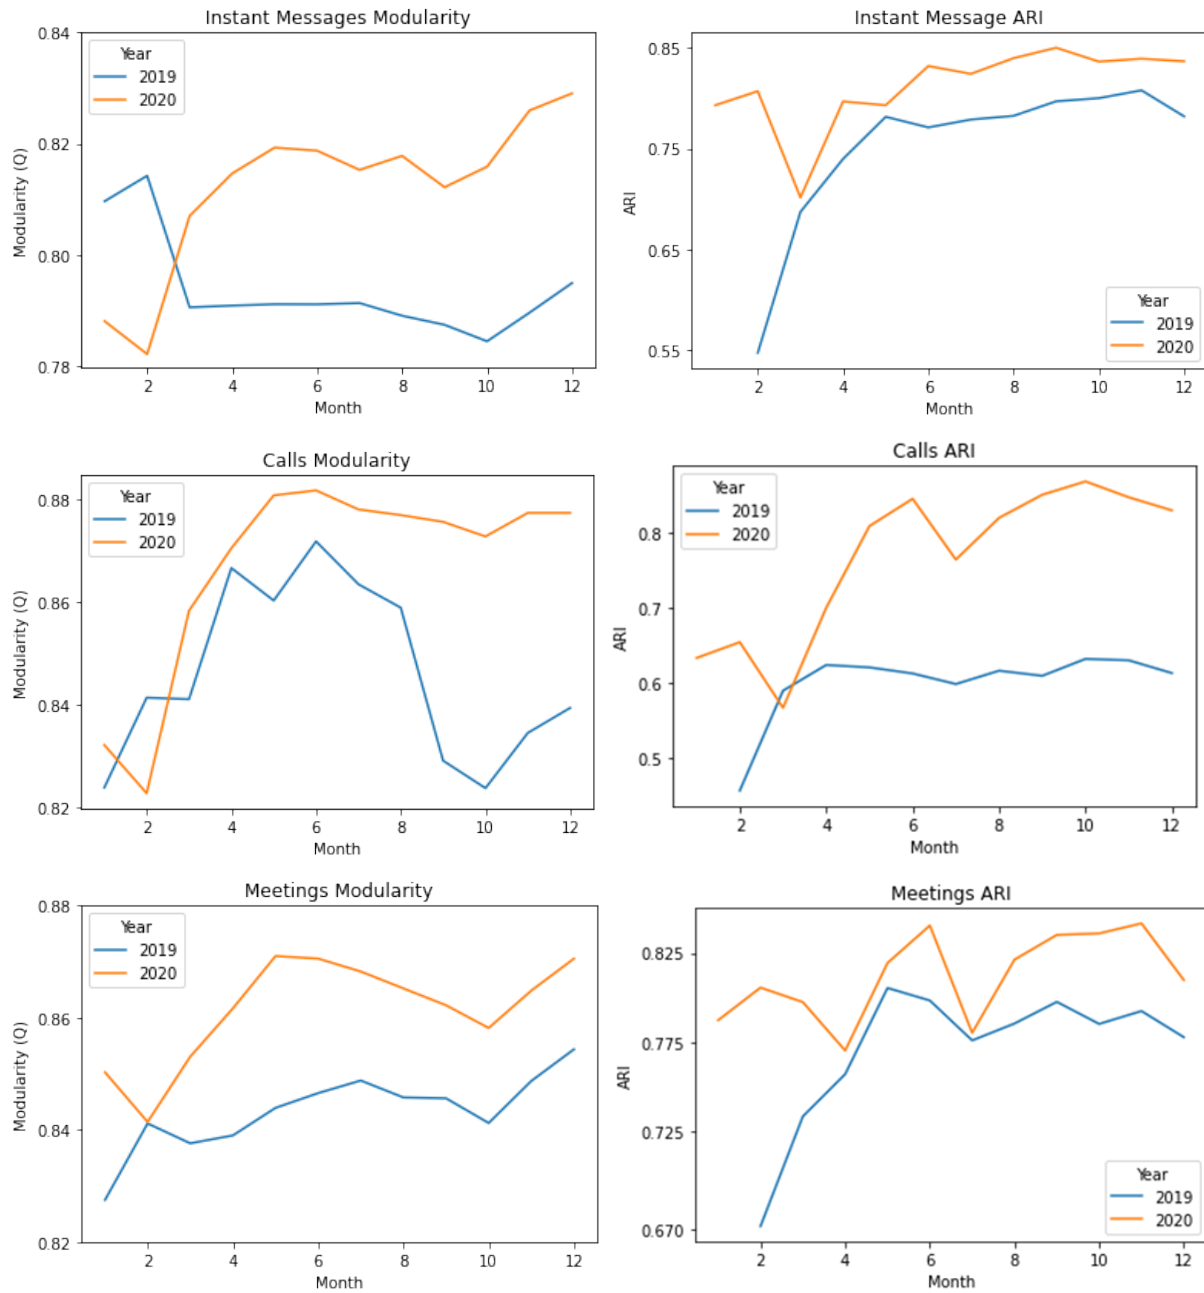 Instant Messages Modularity
Year
2019
2020
Modularity (Q)
0.84
0.82
0.80
0.78
2 4 6 8 10 12
Month
Instant Message ARI
ARI
0.85
0.75
0.65
0.55
Year
2019
2020
2 4 6 8 10 12
Month
Calls Modularity
Year
2019
2020
Modularity (Q)
0.88
0.86
0.84
0.82
2 4 6 8 10 12
Month
Calls ARI
Year
2019
2020
ARI
0.8
0.7
0.6
0.5
2 4 6 8 10 12
Month
Meetings Modularity
Year
2019
2020
Modularity (Q)
0.88
0.86
0.84
0.82
2 4 6 8 10 12
Month
Meetings ARI
ARI
0.825
0.775
0.725
0.670
Year
2019
2020
2 4 6 8 10 12
Month